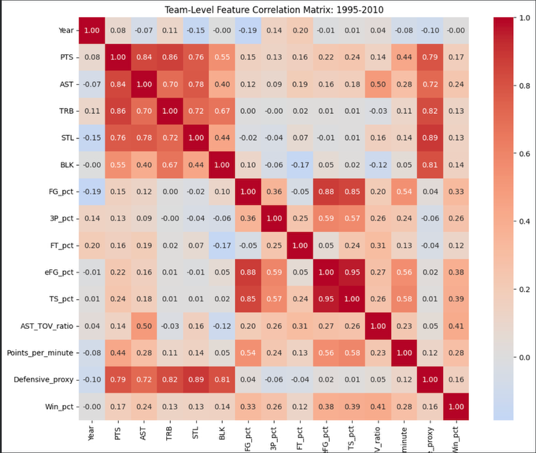 Team-Level Feature Correlation Matrix: 1995-2010
Year 1.00 0.08 -0.07 0.11 -0.15 -0.00 -0.19 0.14 0.20 -0.01 0.01 0.04 -0.08 -0.10 -0.00
PTS 0.08 1.00 0.84 0.86 0.76 0.55 0.15 0.13 0.16 0.22 0.24 0.14 0.44 0.79 0.17
AST -0.07 0.84 1.00 0.70 0.78 0.40 0.12 0.09 0.19 0.16 0.18 0.50 0.28 0.72 0.24
TRB 0.11 0.86 0.70 1.00 0.72 0.67 0.00 -0.00 0.02 0.01 0.01 -0.03 0.11 0.82 0.13
STL -0.15 0.76 0.78 0.72 1.00 0.44 -0.02 -0.04 0.07 -0.01 0.01 0.16 0.14 0.89 0.13
BLK -0.00 0.55 0.40 0.67 0.44 1.00 0.10 -0.06 -0.17 0.05 0.02 -0.12 0.05 0.81 0.14
FG_pct -0.19 0.15 0.12 0.00 -0.02 0.10 1.00 0.36 -0.05 0.88 0.85 0.20 0.54 0.04 0.33
3P_pct 0.14 0.13 0.09 -0.00 -0.04 -0.06 0.36 1.00 0.25 0.59 0.57 0.26 0.24 -0.06 0.26
FT_pct 0.20 0.16 0.19 0.02 0.07 -0.17 -0.05 0.25 1.00 0.05 0.24 0.31 0.13 -0.04 0.12
eFG_pct -0.01 0.22 0.16 0.01 -0.01 0.05 0.88 0.59 0.05 1.00 0.95 0.27 0.56 0.02 0.38
TS_pct 0.01 0.24 0.18 0.01 0.01 0.02 0.85 0.57 0.24 0.95 1.00 0.26 0.58 0.01 0.39
AST_TOV_ratio 0.04 0.14 0.50 -0.03 0.16 -0.12 0.20 0.26 0.31 0.27 0.26 1.00 0.23 0.05 0.41
Points_per_minute -0.08 0.44 0.28 0.11 0.14 0.05 0.54 0.24 0.13 0.56 0.58 0.23 1.00 0.12 0.28
Defensive_proxy -0.10 0.79 0.72 0.82 0.89 0.81 0.04 -0.06 -0.04 0.02 0.01 0.05 0.12 1.00 0.16
Win_pct -0.00 0.17 0.24 0.13 0.13 0.14 0.33 0.26 0.12 0.38 0.39 0.41 0.28 0.16 1.00
Year PTS AST TRB STL BLK FG_pct 3P_pct FT_pct eFG_pct TS_pct V_ratio minute e_proxy Win_pct
1.0
0.8
0.6
0.4
0.2
0.0